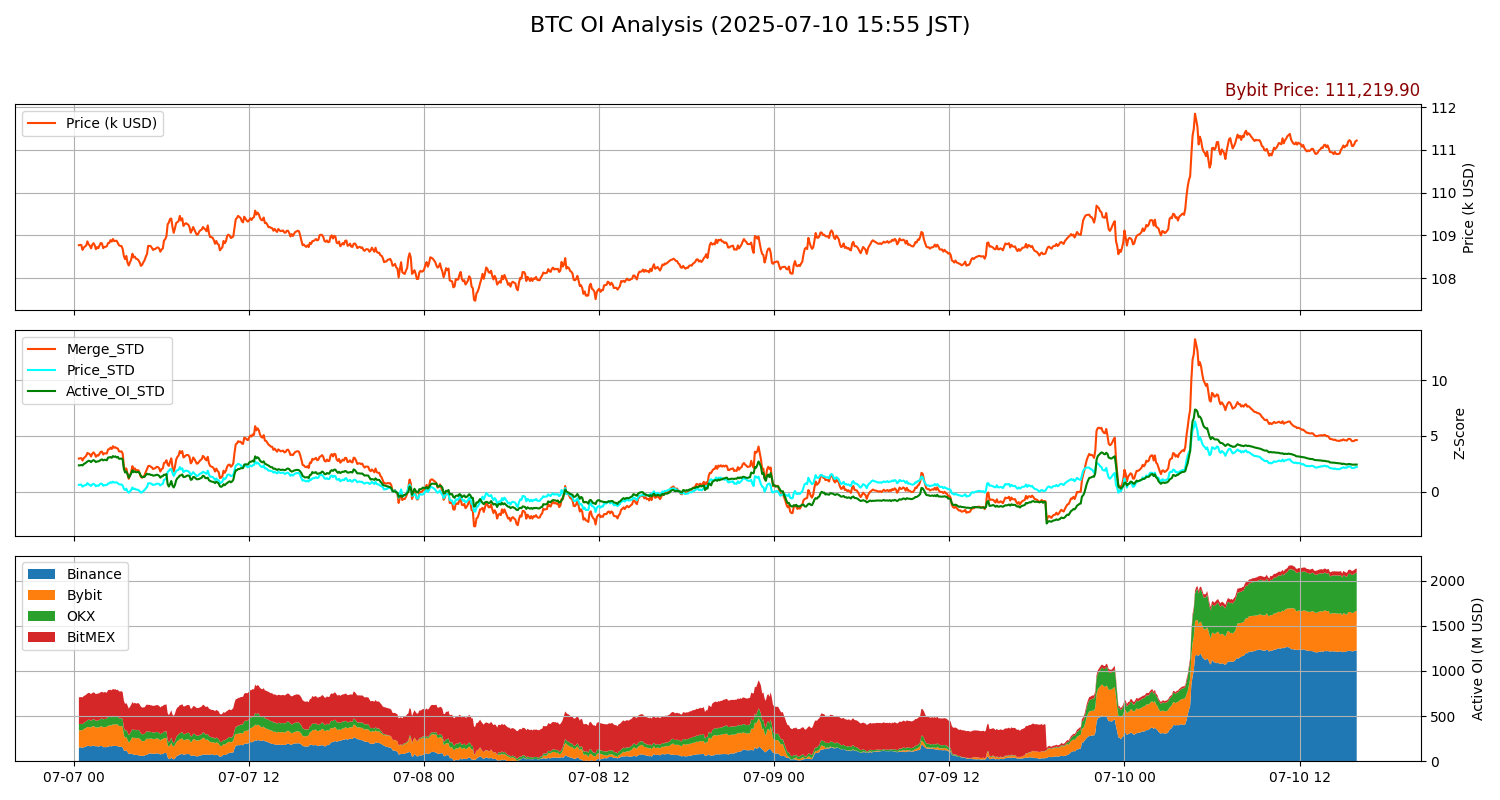 BTC OI Analysis (2025-07-10 15:55 JST)
Bybit Price: 111,219.90
Price (k USD)
112
111
110
109
108
Price (k USD)
Merge_STD
Price_STD
Active_OI_STD
10
5
0
Z-Score
Binance
Bybit
OKX
BitMEX
2000
1500
1000
500
0
Active OI (M USD)
07-07 00
07-07 12
07-08 00
07-08 12
07-09 00
07-09 12
07-10 00
07-10 12